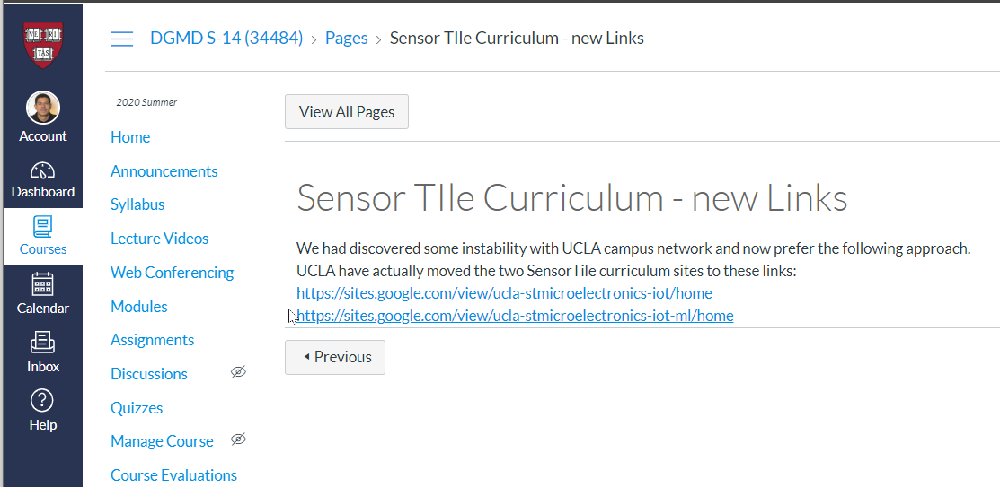 VE RI
TAS
DGMD S-14 (34484) › Pages › Sensor TIle Curriculum - new Links
2020 Summer
View All Pages
Account
Home
Announcements
Dashboard
Syllabus
Sensor TIle Curriculum - new Links
Lecture Videos
Courses
We had discovered some instability with UCLA campus network and now prefer the following approach.
Web Conferencing
UCLA have actually moved the two SensorTile curriculum sites to these links:
https://sites.google.com/view/ucla-stmicroelectronics-iot/home
Calendar
Modules
https://sites.google.com/view/ucla-stmicroelectronics-iot-ml/home
Assignments
Previous
Inbox
Discussions
Quizzes
Help
Manage Course
Course Evaluations